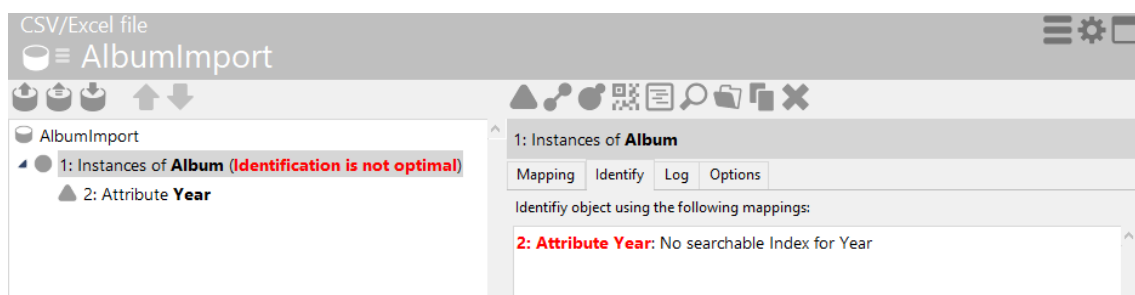 CSV/Excel file
AlbumImport
AlbumImport
1: Instances of Album (Identification is not optimal)
2: Attribute Year
1: Instances of Album
Mapping Identify Log Options
Identifiy object using the following mappings:
2: Attribute Year: No searchable Index for Year